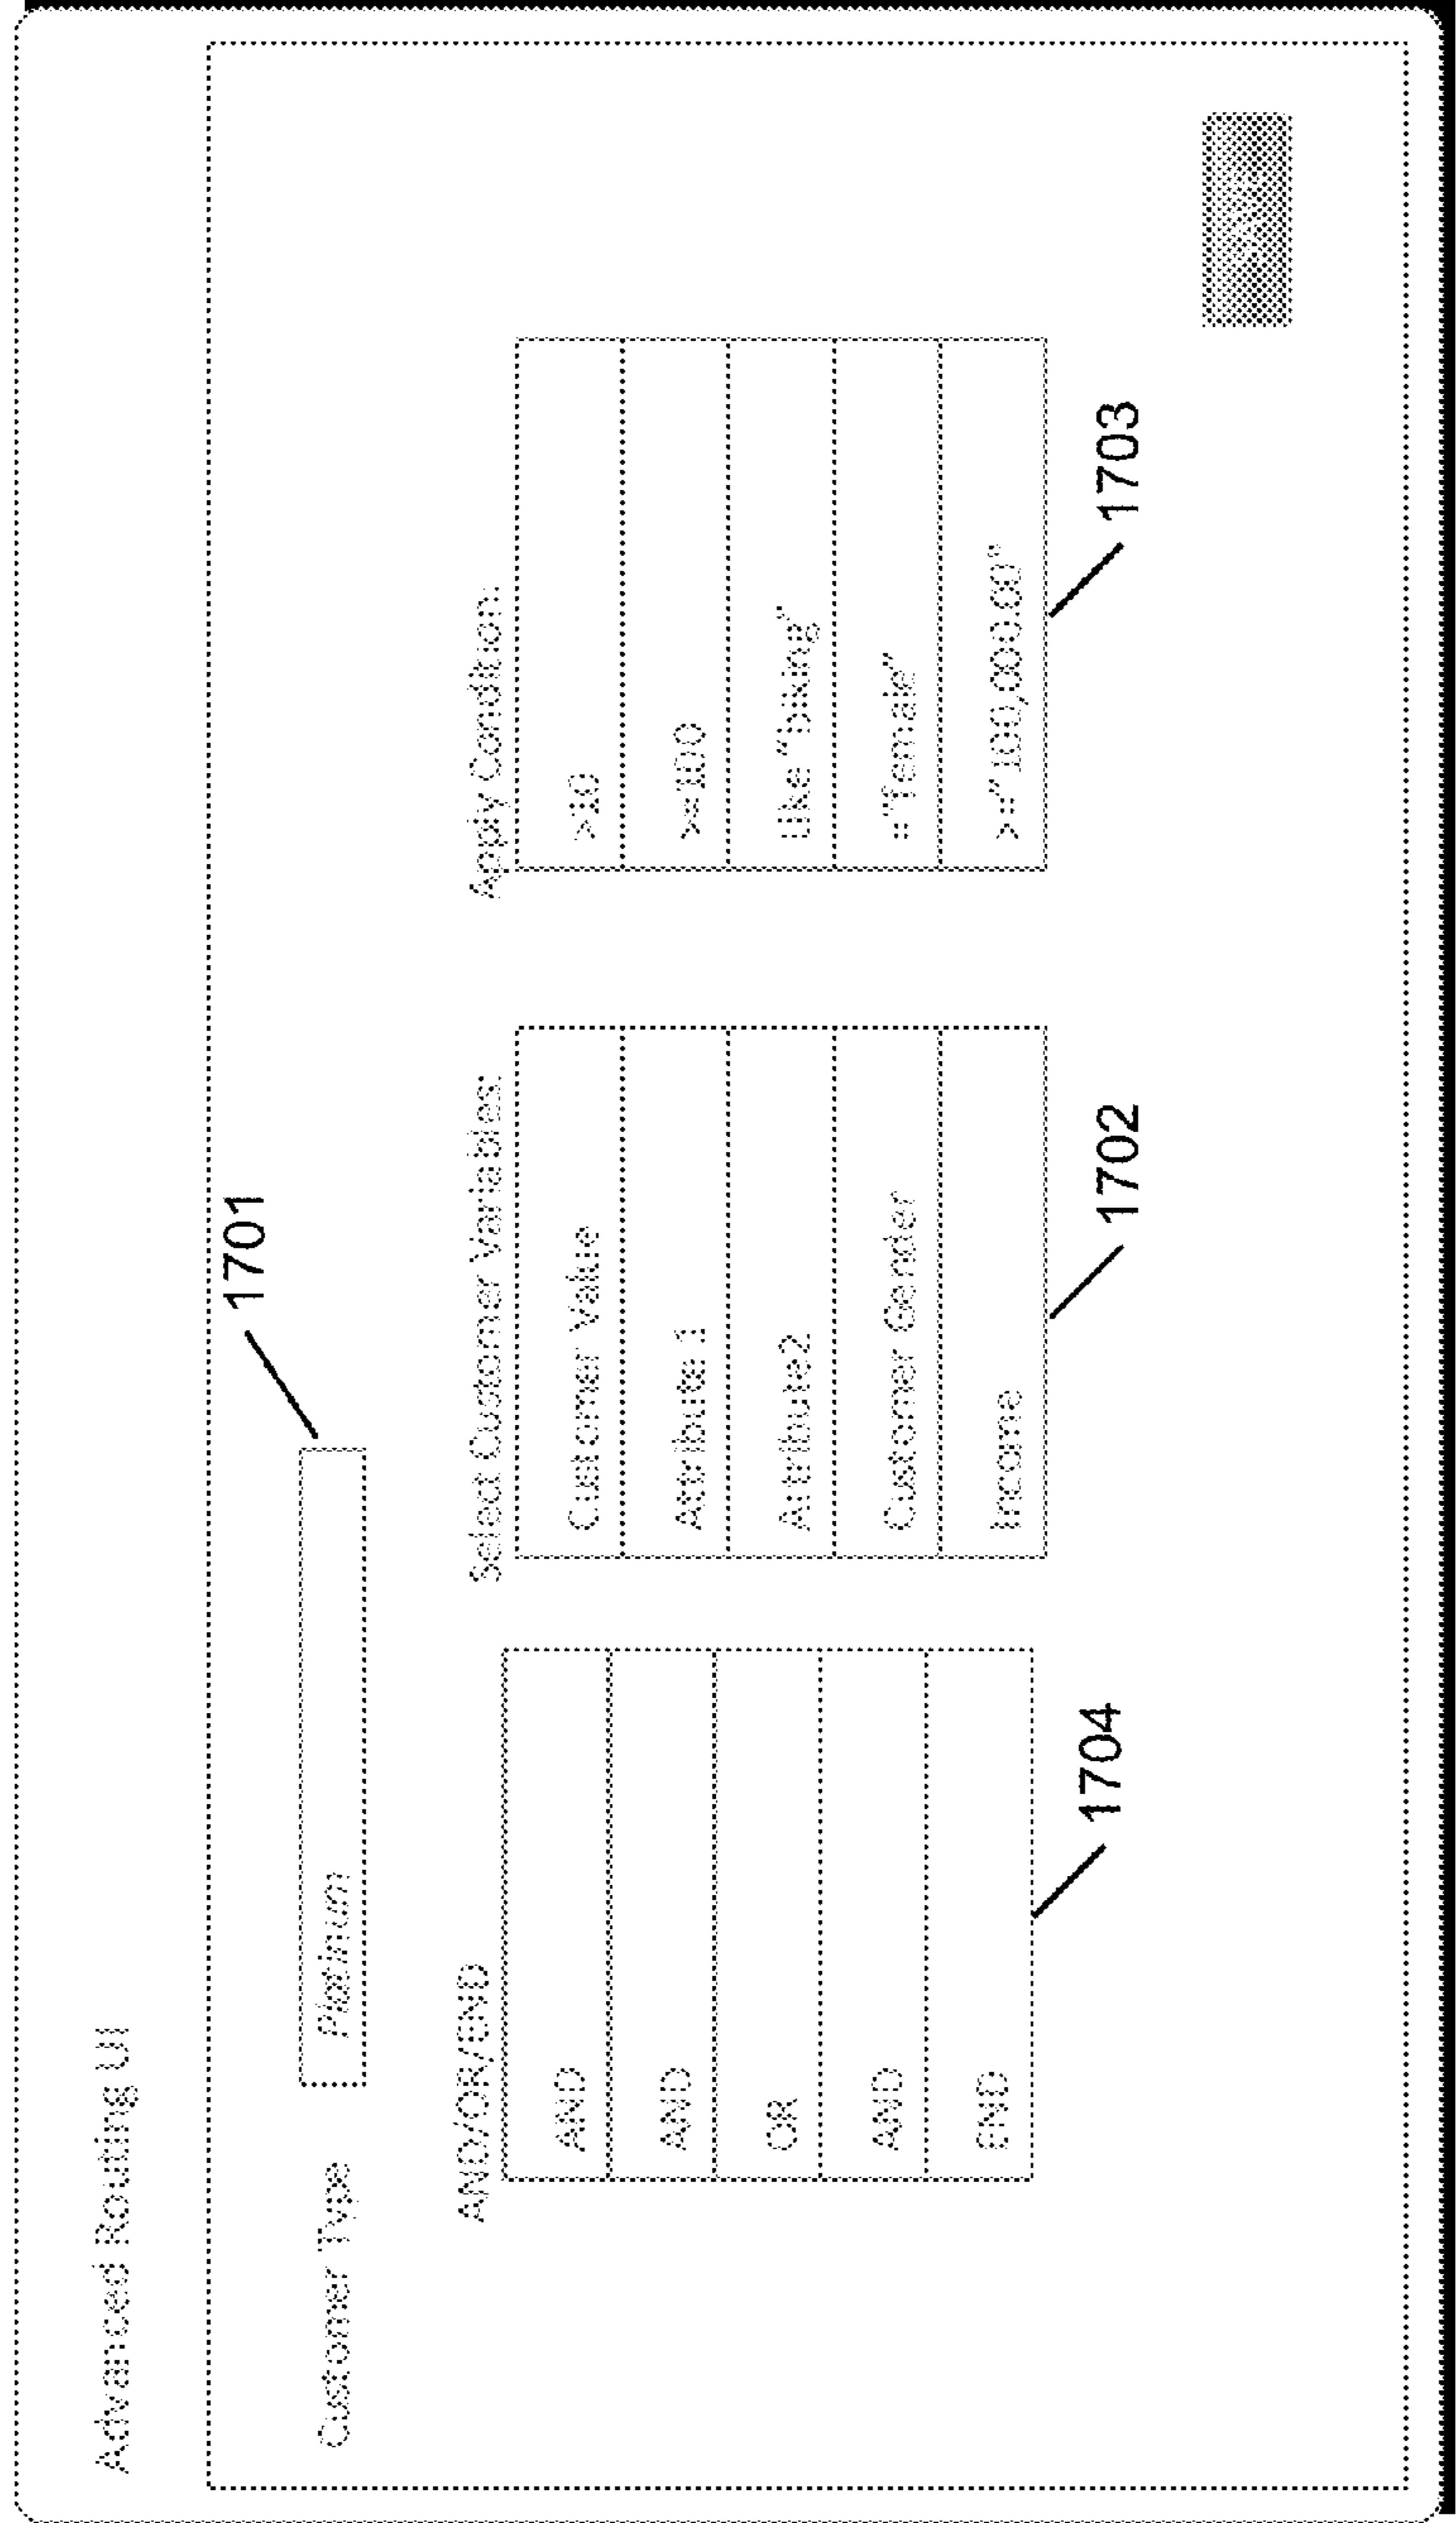 Advanced Routing UI
1701
Customer Type
Platinum
AND/OR/END
Select Customer Variables:
Apply Condition:
AND
Customer Value
>10
AND
Attribute 1
>=100
OR
Attribute2
Like "biking"
AND
Customer Gender
="female"
END
Income
>="100,000.00"
1704
1702
1703